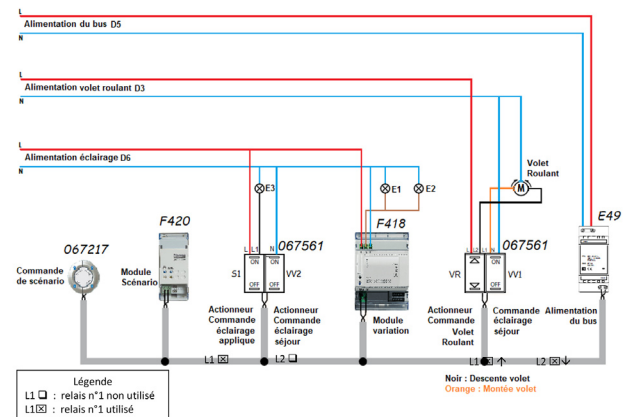 L
Alimentation du bus D5
N
L
Alimentation volet roulant D3
N
L
Alimentation éclairage D6
N
Volet
Roulant
M
E3
E1
E2
E49
F420
F418
067217
L L1 N
067561
L L2 L1 N
067561
Commande
de scénario
Module
Scénario
ON
ON
S1
VV2
OFF
OFF
VR
ON
VV1
OFF
Actionneur
Commande
éclairage
applique
Actionneur
Commande
éclairage
séjour
Module
variation
Actionneur
Commande
Volet
Roulant
Commande
éclairage
séjour
Alimentation
du bus
L1 ☒
L2 ❑
L1 ☒ ↑
L2 ☒ ↓
Noir : Descente volet
Orange : Montée volet
Légende
L1 ❑ : relais n°1 non utilisé
L1 ☒ : relais n°1 utilisé